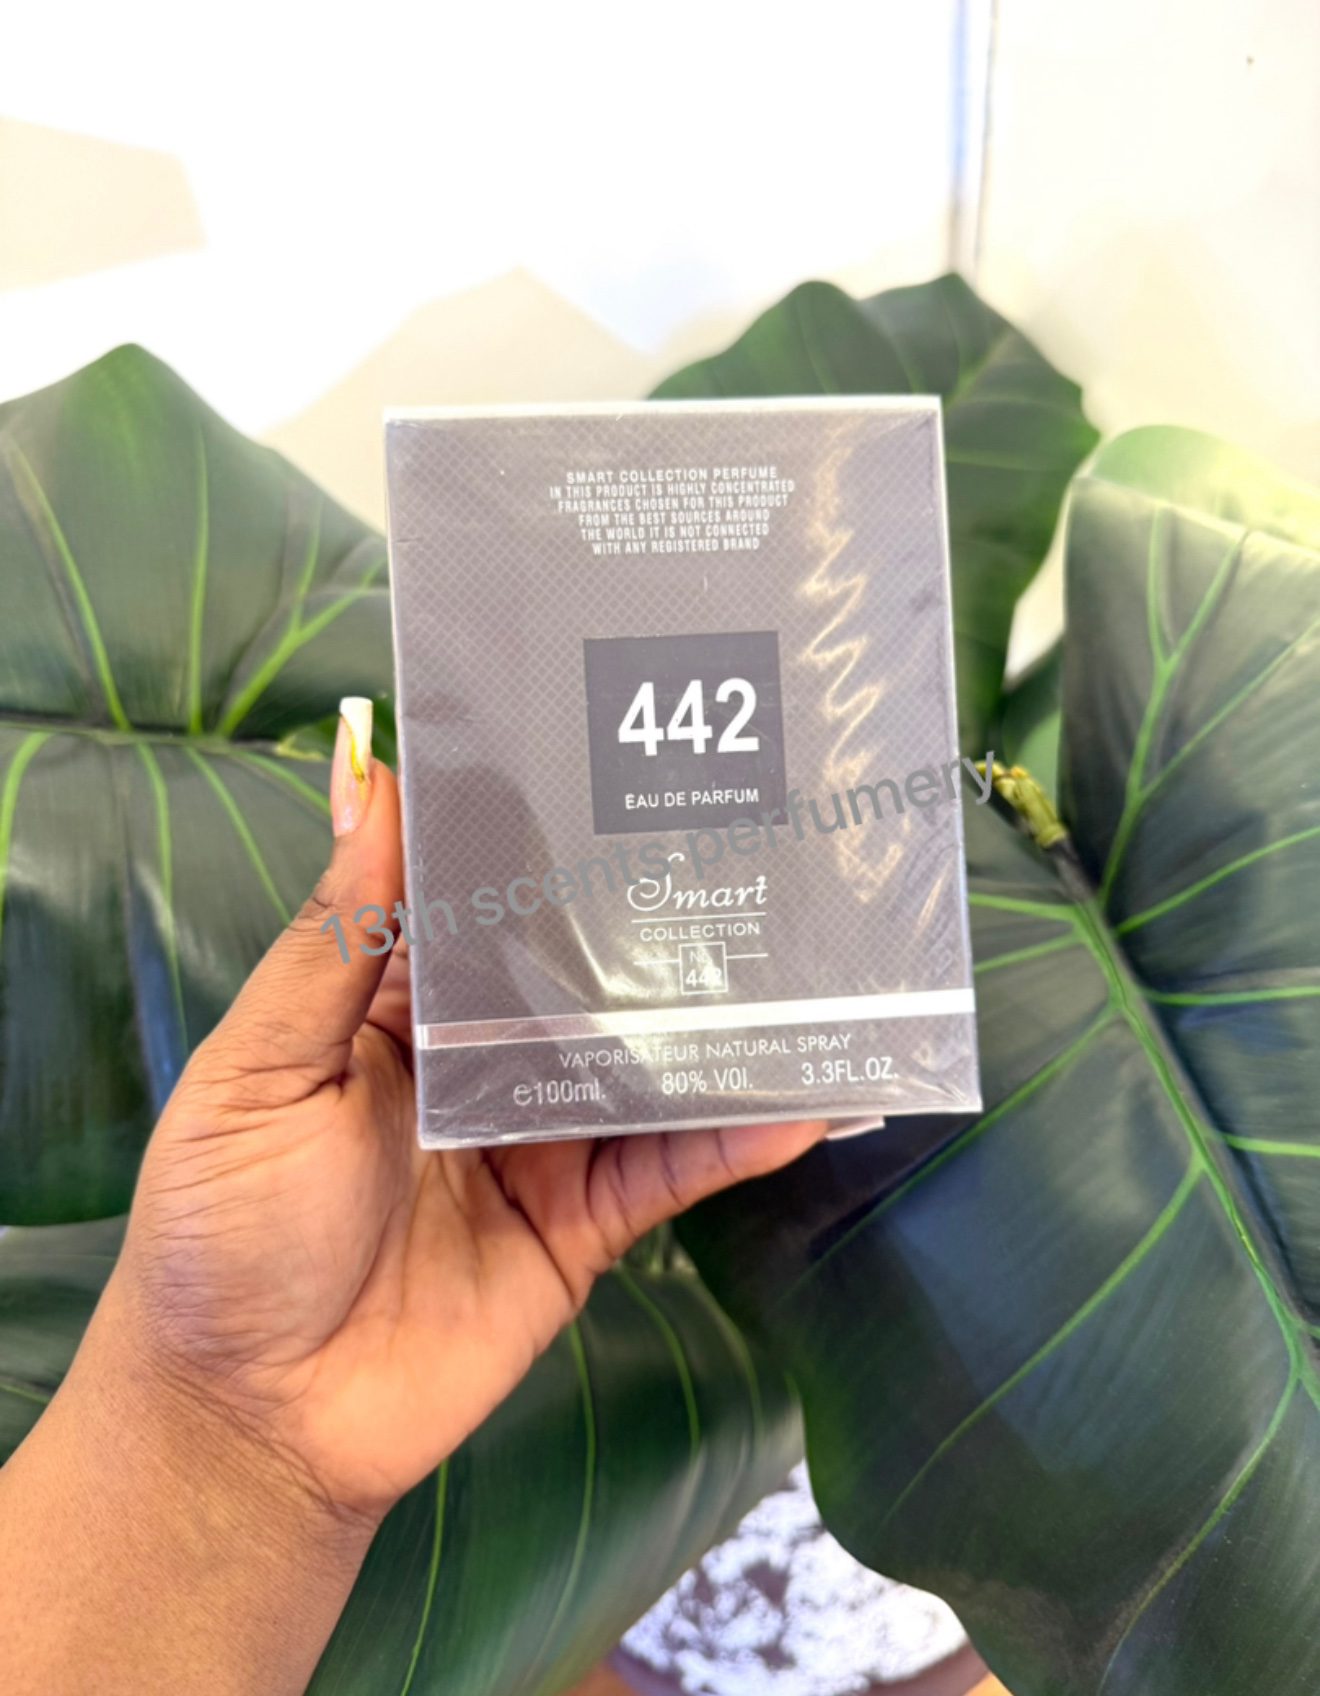 SMART COLLECTION PERFUME
IN THIS PRODUCT IS HIGHLY CONCENTRATED
FRAGRANCES CHOSEN FOR THIS PRODUCT
FROM THE BEST SOURCES AROUND
THE WORLD IT IS NOT CONNECTED
WITH ANY REGISTERED BRAND
442
EAU DE PARFUM
13th scents perfumery
Smart
COLLECTION
No.
442
VAPORISATEUR NATURAL SPRAY
℮100ml. 80% VOl. 3.3FL.OZ.